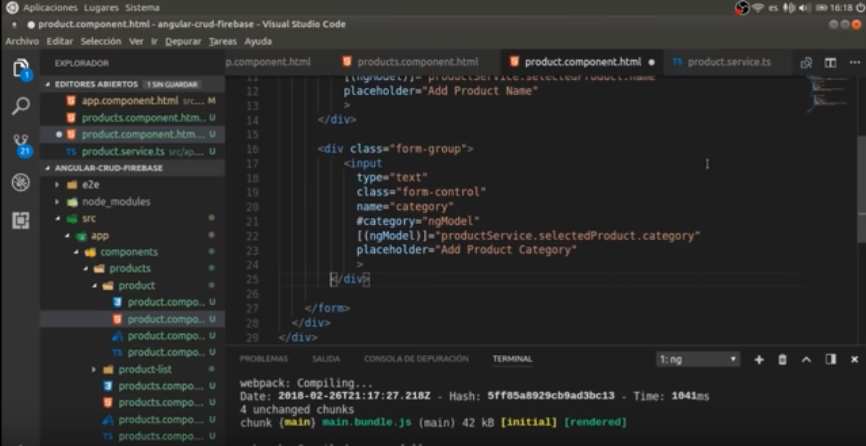 Aplicaciones Lugares Sistema
es
16:18
product.component.html - angular-crud-firebase - Visual Studio Code
Archivo Editar Selección Ver Ir Depurar Tareas Ayuda
EXPLORADOR
p.component.html
products.component.html
product.component.html
product.service.ts
EDITORES ABIERTOS 1 SIN GUARDAR
app.component.html src... M
products.component.htm.. U
product.component.htm... U
product.service.ts src/ap... U
ANGULAR-CRUD-FIREBASE
e2e
node_modules
src
app
components
products
product
product.compo.. U
product.compo.. U
product.compo.. U
product.compo.. U
product-list
products.compo... U
products.compo... U
products.compo... U
products.compo... U
1
21
11 [(ngModel)]="productService.selectedProduct.name"
12 placeholder="Add Product Name"
13 >
14 </div>
15
16 <div class="form-group">
17 <input
18 type="text"
19 class="form-control"
20 name="category"
21 #category="ngModel"
22 [(ngModel)]="productService.selectedProduct.category"
23 placeholder="Add Product Category"
24 >
25 </div>
26
27 </form>
28 </div>
29 </div>
PROBLEMAS SALIDA CONSOLA DE DEPURACIÓN TERMINAL 1: ng
webpack: Compiling...
Date: 2018-02-26T21:17:27.218Z - Hash: 5ff85a8929cb9ad3bc13 - Time: 1041ms
4 unchanged chunks
chunk {main} main.bundle.js (main) 42 kB [initial] [rendered]